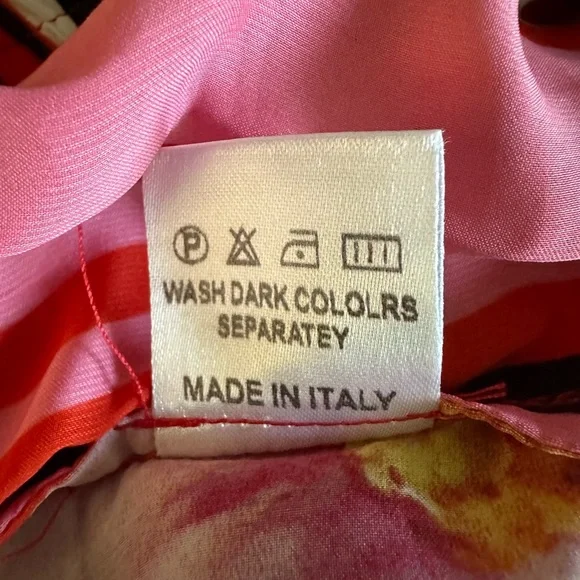 P
WASH DARK COLOLRS
SEPARATEY
MADE IN ITALY